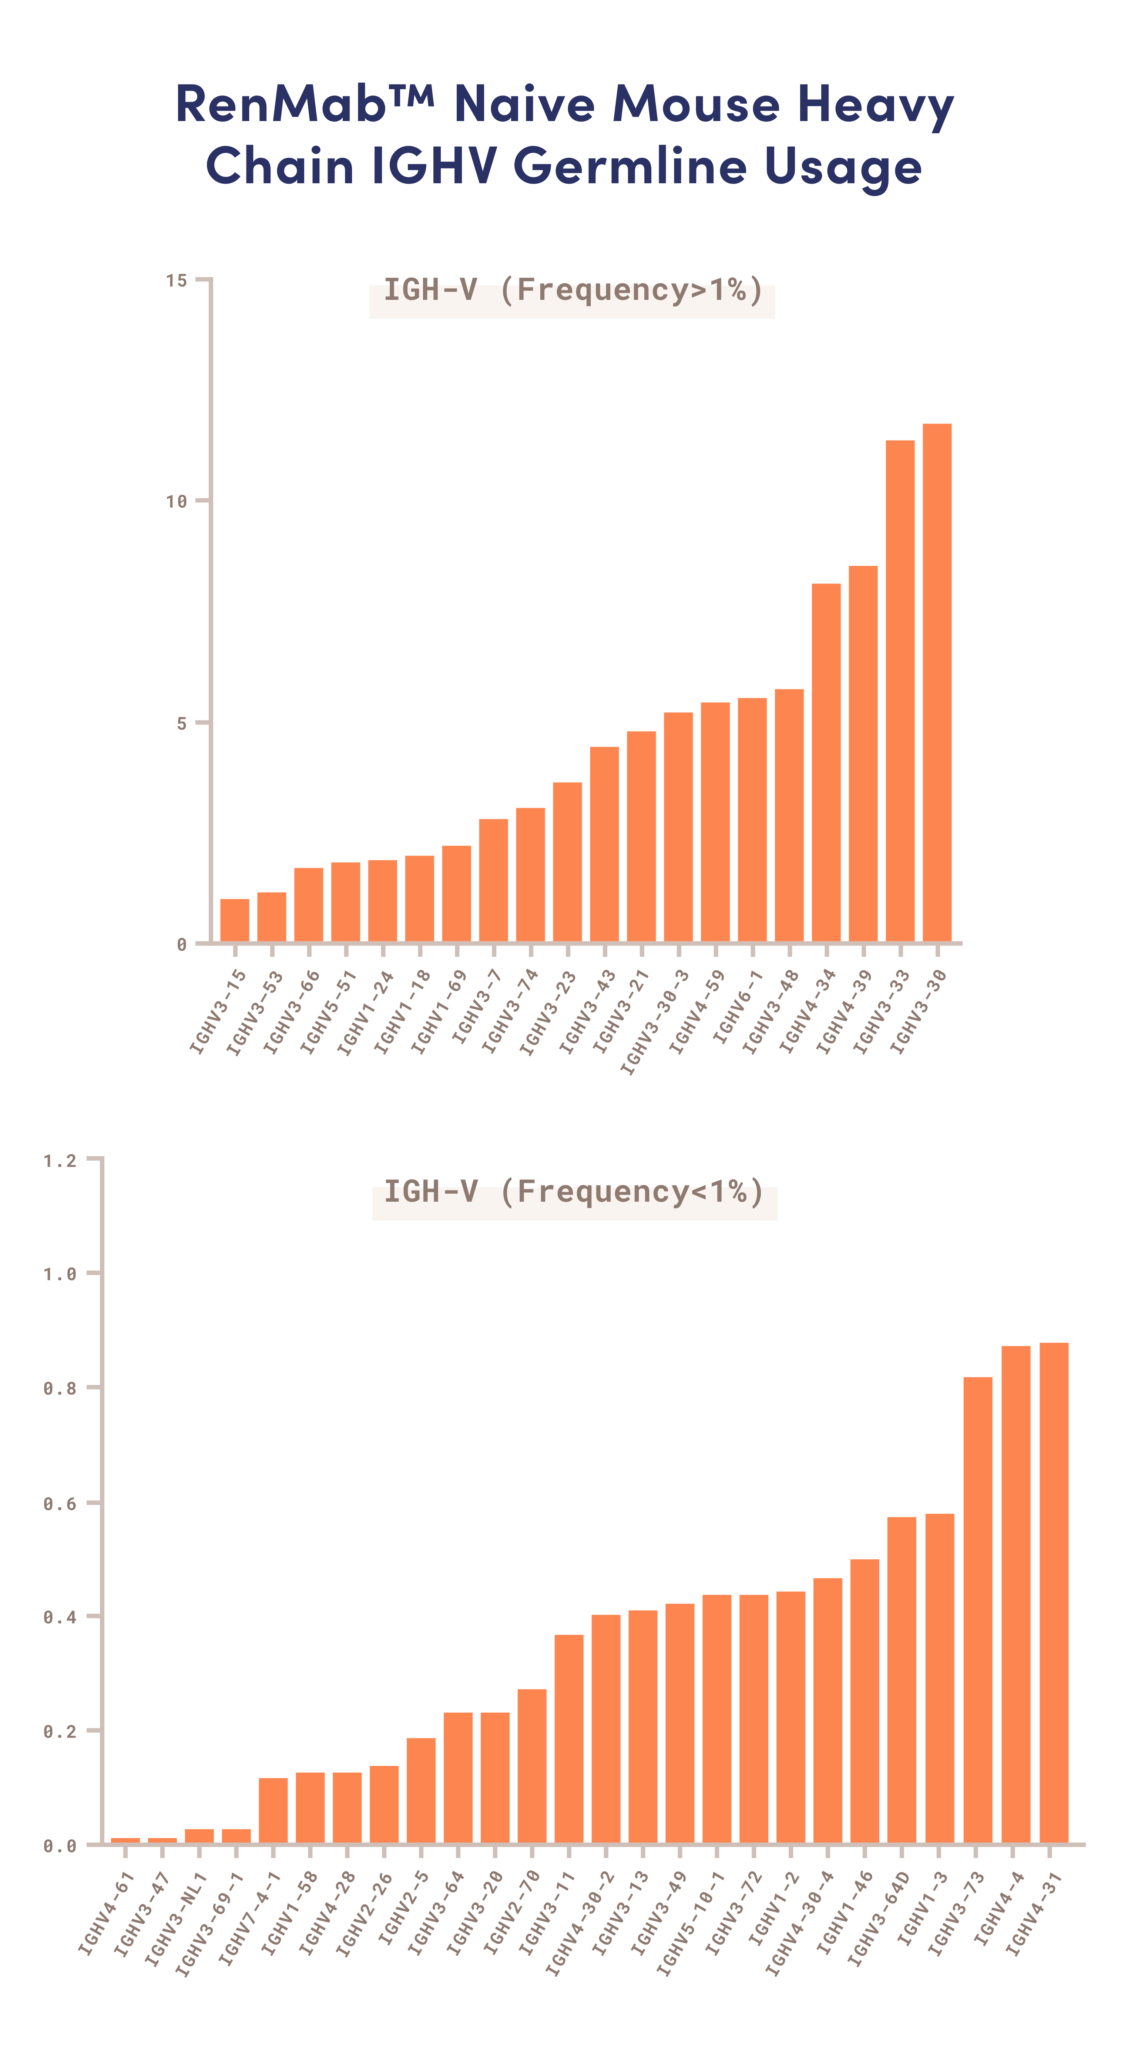 RenMab™ Naive Mouse Heavy
Chain IGHV Germline Usage
IGH-V (Frequency>1%)
15
10
5
0
IGHV3-15
IGHV3-53
IGHV3-66
IGHV5-51
IGHV1-24
IGHV1-18
IGHV1-69
IGHV3-7
IGHV3-74
IGHV3-23
IGHV3-43
IGHV3-21
IGHV3-30-3
IGHV4-59
IGHV6-1
IGHV3-48
IGHV4-34
IGHV4-39
IGHV3-33
IGHV3-30
IGH-V (Frequency<1%)
1.2
1.0
0.8
0.6
0.4
0.2
0.0
IGHV4-61
IGHV3-47
IGHV3-NL1
IGHV3-69-1
IGHV7-4-1
IGHV1-58
IGHV4-28
IGHV2-26
IGHV2-5
IGHV3-64
IGHV3-20
IGHV2-70
IGHV3-11
IGHV4-30-2
IGHV3-13
IGHV3-49
IGHV5-10-1
IGHV3-72
IGHV1-2
IGHV4-30-4
IGHV1-46
IGHV3-64D
IGHV1-3
IGHV3-73
IGHV4-4
IGHV4-31